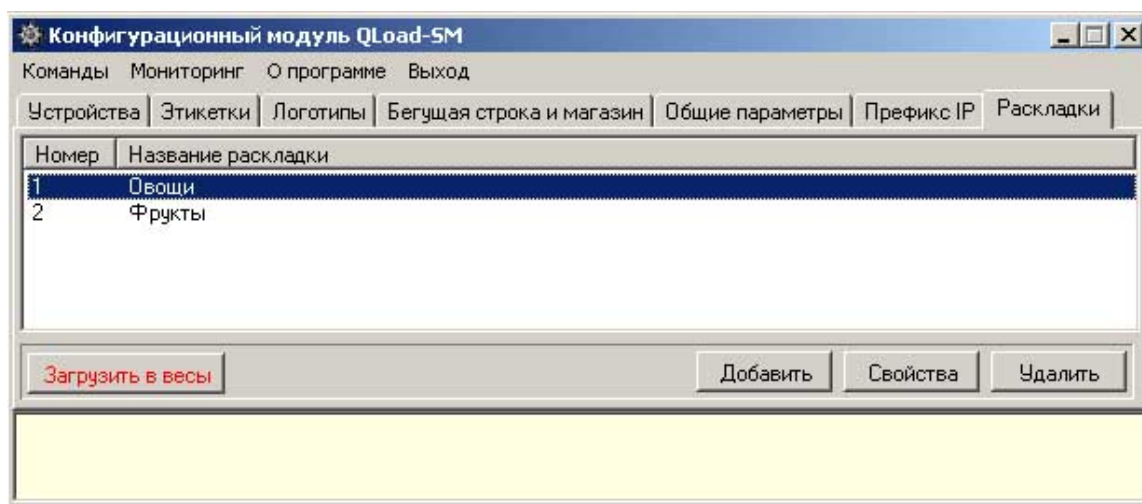 Конфигурационный модуль QLoad-SM
Команды Мониторинг О программе Выход
Устройства Этикетки Логотипы Бегущая строка и магазин Общие параметры Префикс IP Раскладки
Номер Название раскладки
1 Овощи
2 Фрукты
Загрузить в весы Добавить Свойства Удалить